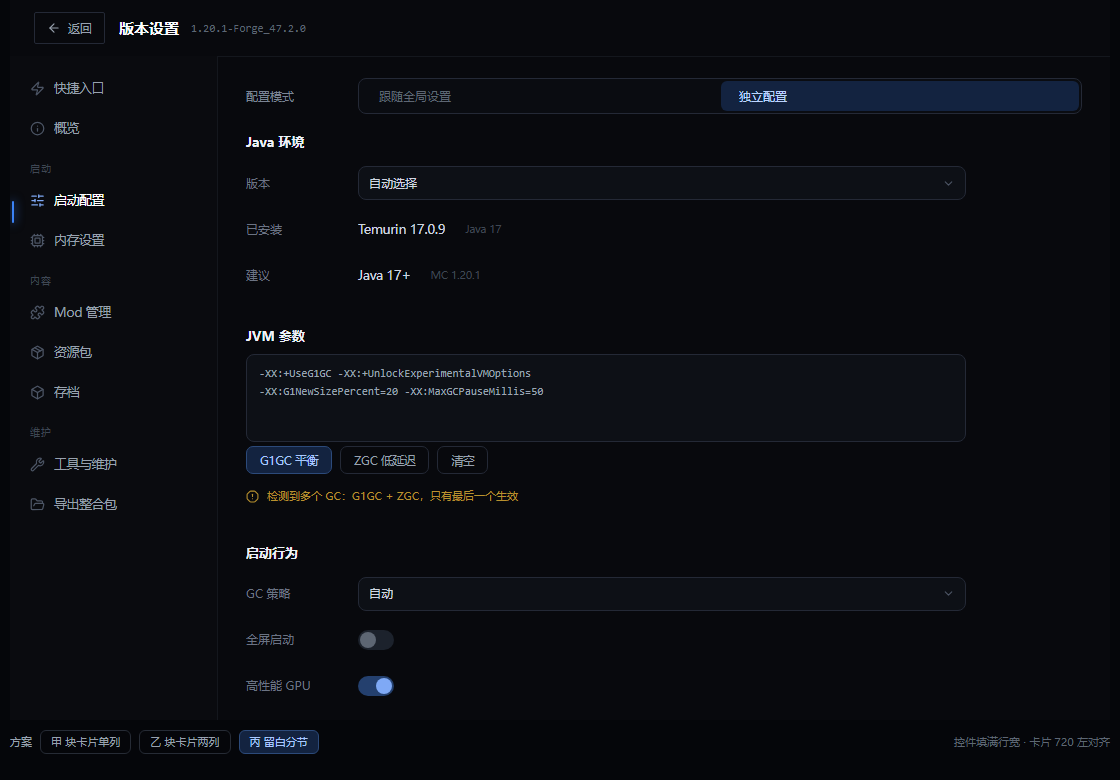 返回 版本设置 1.20.1-Forge_47.2.0
快捷入口
概览
启动
启动配置
内存设置
内容
Mod 管理
资源包
存档
维护
工具与维护
导出整合包
配置模式 跟随全局设置 独立配置
Java 环境
版本 自动选择
已安装 Temurin 17.0.9 Java 17
建议 Java 17+ MC 1.20.1
JVM 参数
-XX:+UseG1GC -XX:+UnlockExperimentalVMOptions
-XX:G1NewSizePercent=20 -XX:MaxGCPauseMillis=50
G1GC 平衡 ZGC 低延迟 清空
检测到多个 GC：G1GC + ZGC，只有最后一个生效
启动行为
GC 策略 自动
全屏启动
高性能 GPU
方案 甲 块卡片单列 乙 块卡片两列 丙 留白分节 控件填满行宽 · 卡片 720 左对齐